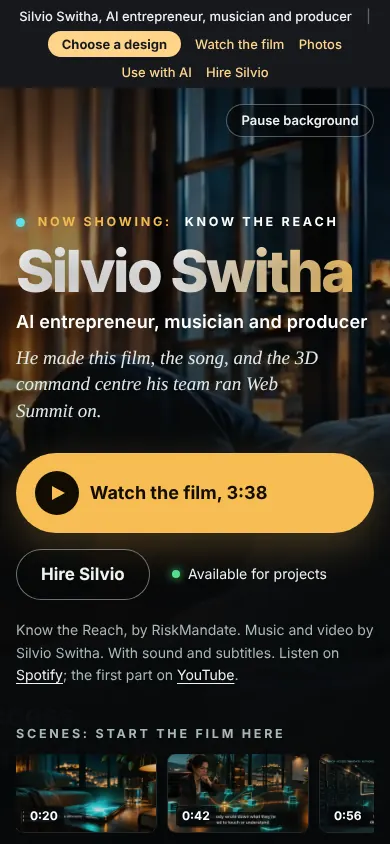 Silvio Switha, AI entrepreneur, musician and producer
Choose a design Watch the film Photos
Use with AI Hire Silvio
Pause background
NOW SHOWING: KNOW THE REACH
Silvio Switha
AI entrepreneur, musician and producer
He made this film, the song, and the 3D
command centre his team ran Web
Summit on.
Watch the film, 3:38
Hire Silvio
Available for projects
Know the Reach, by RiskMandate. Music and video by
Silvio Switha. With sound and subtitles. Listen on
Spotify; the first part on YouTube.
SCENES: START THE FILM HERE
0:20
0:42
0:56